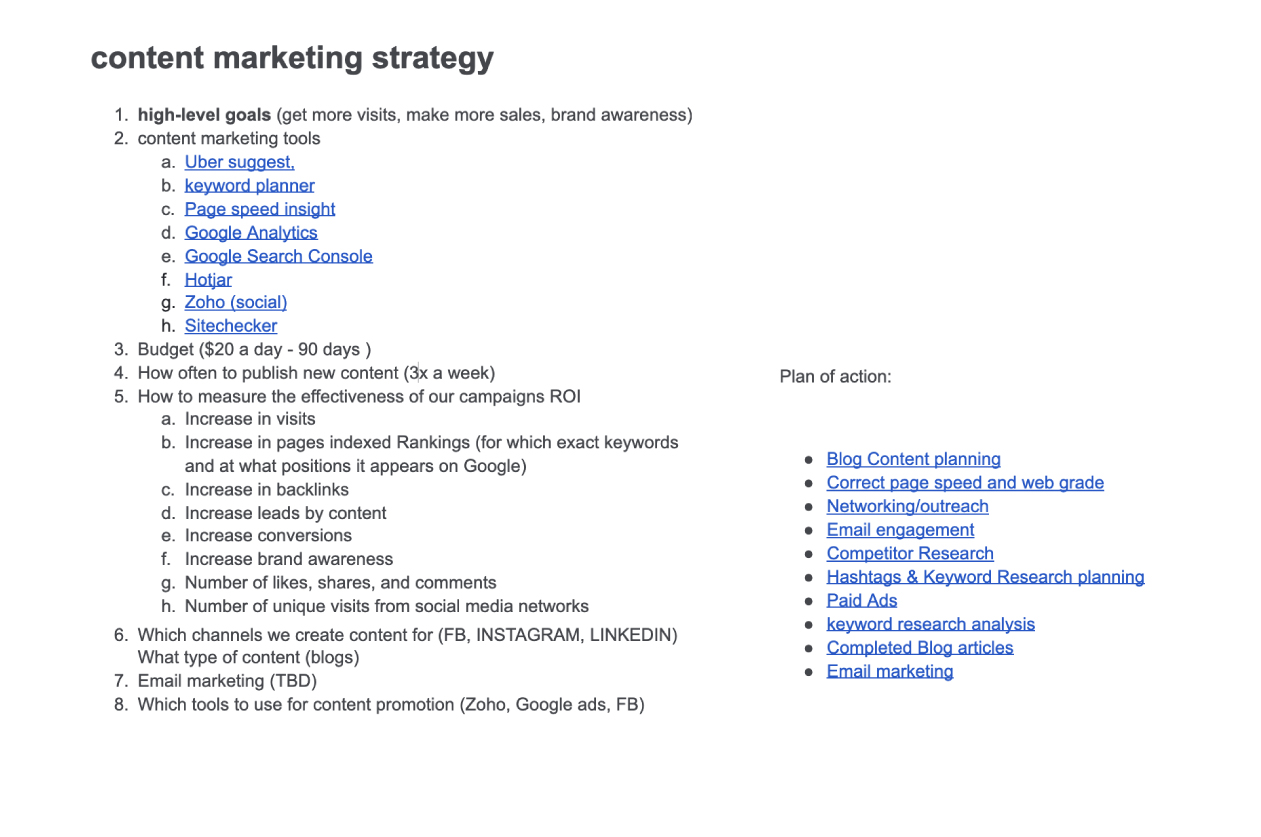 content marketing strategy
1. high-level goals (get more visits, make more sales, brand awareness)
2. content marketing tools
a. Uber suggest,
b. keyword planner
c. Page speed insight
d. Google Analytics
e. Google Search Console
f. Hotjar
g. Zoho (social)
h. Sitechecker
3. Budget ($20 a day - 90 days )
4. How often to publish new content (3x a week)
5. How to measure the effectiveness of our campaigns ROI
a. Increase in visits
b. Increase in pages indexed Rankings (for which exact keywords
and at what positions it appears on Google)
c. Increase in backlinks
d. Increase leads by content
e. Increase conversions
f. Increase brand awareness
g. Number of likes, shares, and comments
h. Number of unique visits from social media networks
6. Which channels we create content for (FB, INSTAGRAM, LINKEDIN)
What type of content (blogs)
7. Email marketing (TBD)
8. Which tools to use for content promotion (Zoho, Google ads, FB)
Plan of action:
● Blog Content planning
● Correct page speed and web grade
● Networking/outreach
● Email engagement
● Competitor Research
● Hashtags & Keyword Research planning
● Paid Ads
● keyword research analysis
● Completed Blog articles
● Email marketing